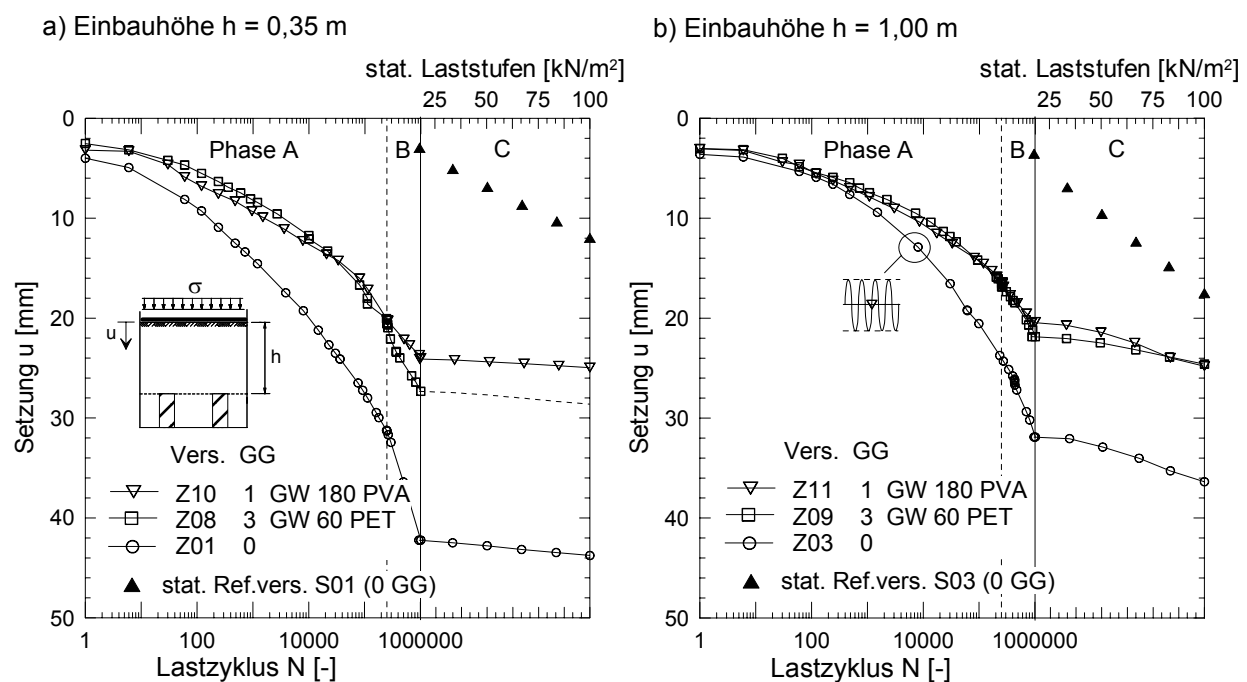 a) Einbauhöhe h = 0,35 m
stat. Laststufen [kN/m²]
25 50 75 100
0
10
20
30
40
50
Setzung u [mm]
Phase A
B
C
σ
u
h
Vers. GG
Z10 1 GW 180 PVA
Z08 3 GW 60 PET
Z01 0
stat. Ref.vers. S01 (0 GG)
1 100 10000 1000000
Lastzyklus N [-]
b) Einbauhöhe h = 1,00 m
stat. Laststufen [kN/m²]
25 50 75 100
0
10
20
30
40
50
Setzung u [mm]
Phase A
B
C
Vers. GG
Z11 1 GW 180 PVA
Z09 3 GW 60 PET
Z03 0
stat. Ref.vers. S03 (0 GG)
1 100 10000 1000000
Lastzyklus N [-]